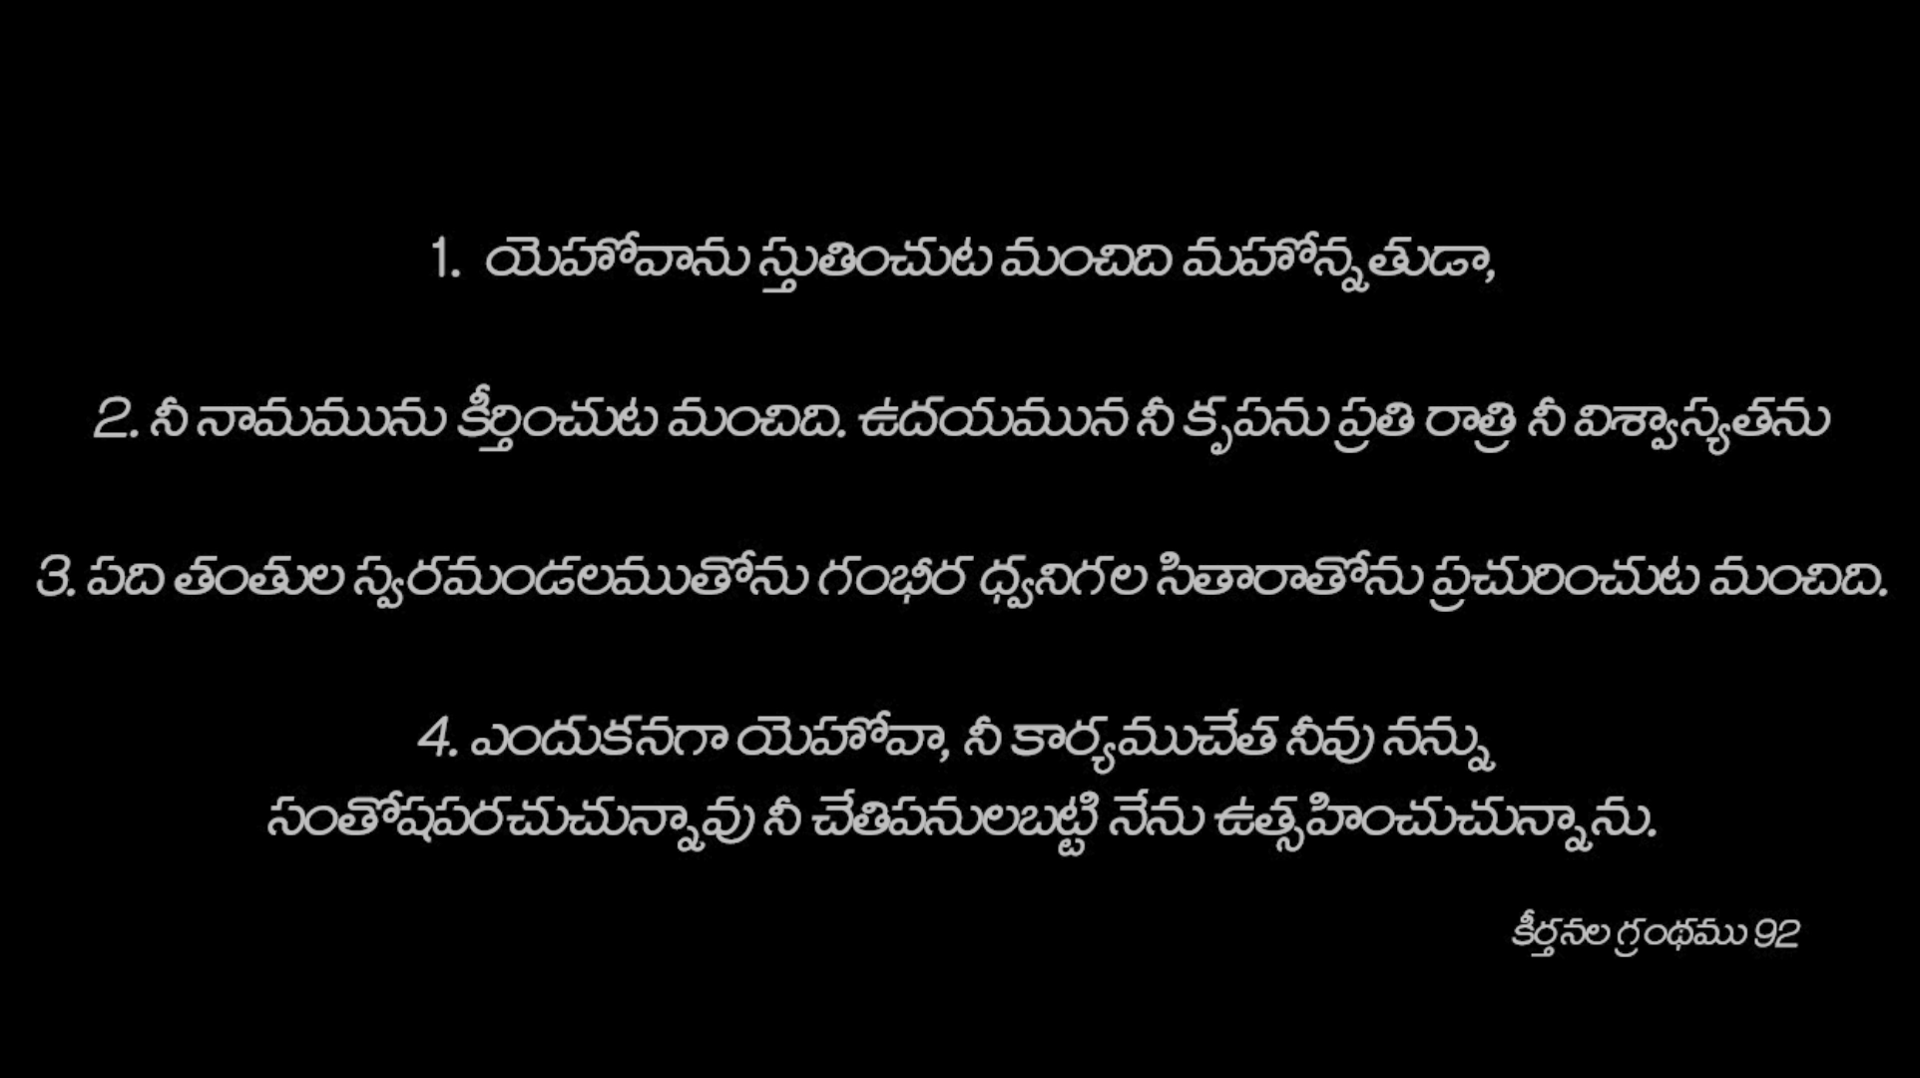 1. యెహోవాను స్తుతించుట మంచిది మహోన్నతుడా,
2. నీ నామమును కీర్తించుట మంచిది. ఉదయమున నీ కృపను ప్రతి రాత్రి నీ విశ్వాస్యతను
3. పది తంతుల స్వరమండలముతోను గంభీర ధ్వనిగల సితారాతోను ప్రచురించుట మంచిది.
4. ఎందుకనగా యెహోవా, నీ కార్యముచేత నీవు నన్ను
సంతోషపరచుచున్నావు నీ చేతిపనులబట్టి నేను ఉత్సహించుచున్నాను.
కీర్తనల గ్రంథము 92